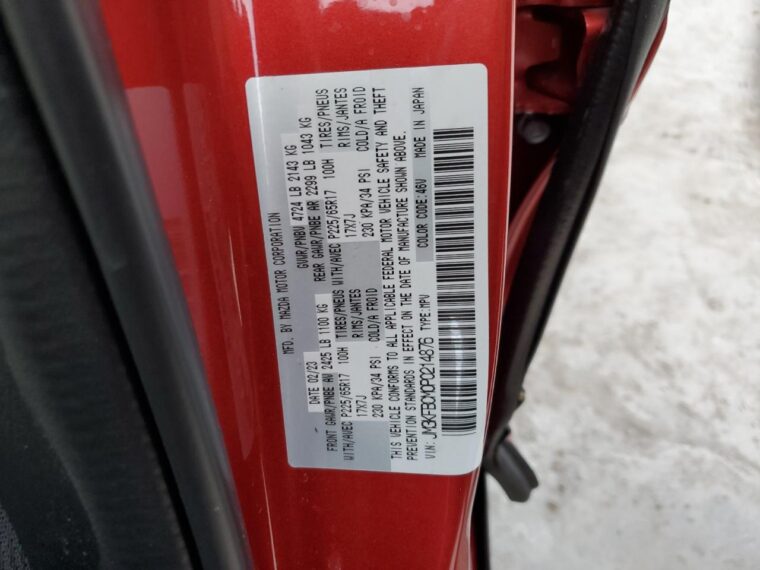 MFD. BY MAZDA MOTOR CORPORATION
DATE 02/23 GVWR/PNBV 4724 LB 2143 KG
FRONT GAWR/PNBE AV 2425 LB 1100 KG REAR GAWR/PNBE AR 2299 LB 1043 KG
TIRES/PNEUS TIRES/PNEUS
WITH/AVEC P225/65R17 100H RIMS/JANTES WITH/AVEC P225/65R17 100H RIMS/JANTES
17X7J COLD/A FROID 17X7J COLD/A FROID
230 KPA/34 PSI 230 KPA/34 PSI
THIS VEHICLE CONFORMS TO ALL APPLICABLE FEDERAL MOTOR VEHICLE SAFETY AND THEFT
PREVENTION STANDARDS IN EFFECT ON THE DATE OF MANUFACTURE SHOWN ABOVE.
VIN: JM3KFBCM0P0214876 TYPE:MPV COLOR CODE:46V MADE IN JAPAN